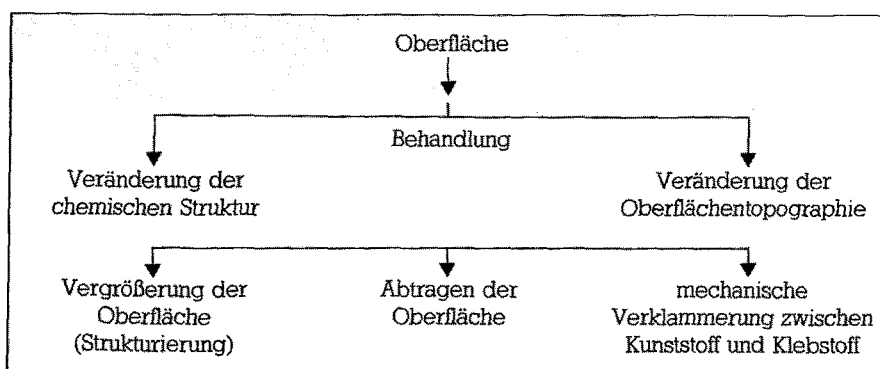 Oberfläche
Behandlung
Veränderung der
chemischen Struktur
Veränderung der
Oberflächentopographie
Vergrößerung der
Oberfläche
(Strukturierung)
Abtragen der
Oberfläche
mechanische
Verklammerung zwischen
Kunststoff und Klebstoff